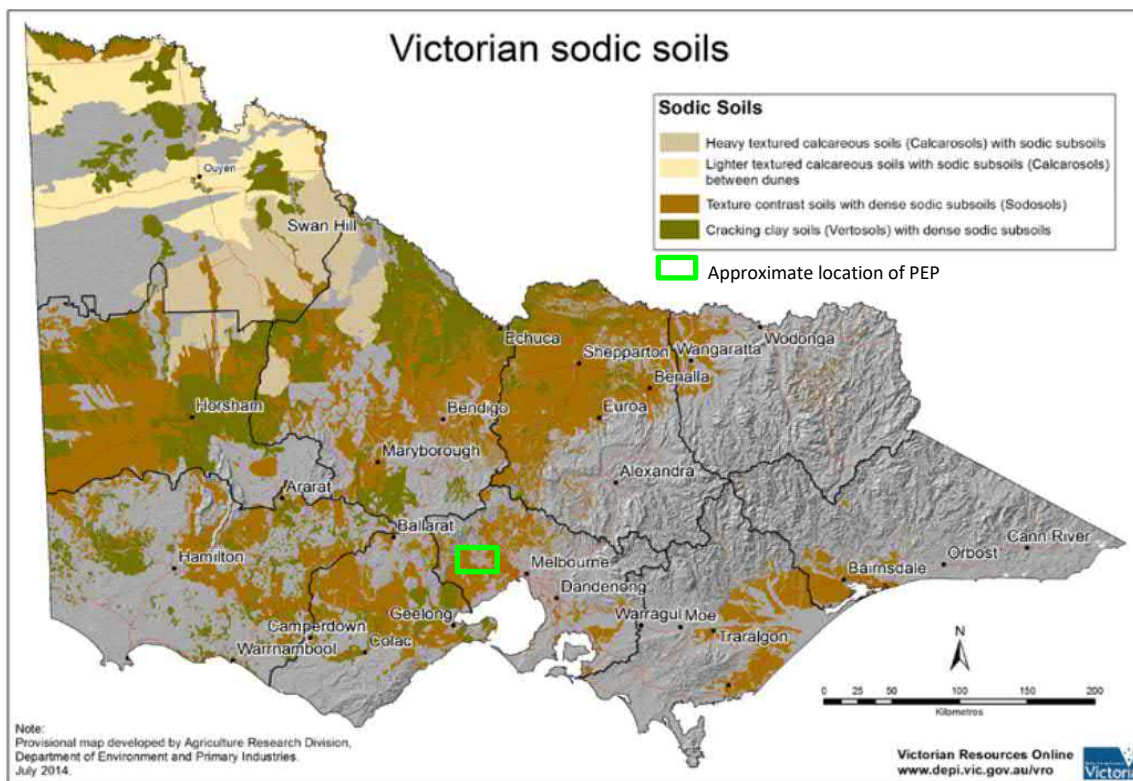 Victorian sodic soils
Sodic Soils
Heavy textured calcareous soils (Calcarosols) with sodic subsoils
Lighter textured calcareous soils with sodic subsoils (Calcarosols)
between dunes
Texture contrast soils with dense sodic subsoils (Sodosols)
Cracking clay soils (Vertosols) with dense sodic subsoils
Approximate location of PEP
Ouyen
Swan Hill
Echuca
Wodonga
Shepparton
Wangaratta
Benalla
Horsham
Bendigo
Euroa
Maryborough
Alexandra
Ararat
Ballarat
Cann River
Orbost
Hamilton
Melbourne
Bairnsdale
Dandenong
Geelong
Warragul
Moe
Camperdown
Traralgon
Colac
Warrnambool
N
0 25 50 100 150 200
Kilometres
Note:
Provisional map developed by Agriculture Research Division,
Department of Environment and Primary Industries.
July 2014.
Victorian Resources Online
www.depi.vic.gov.au/vro
Victoria